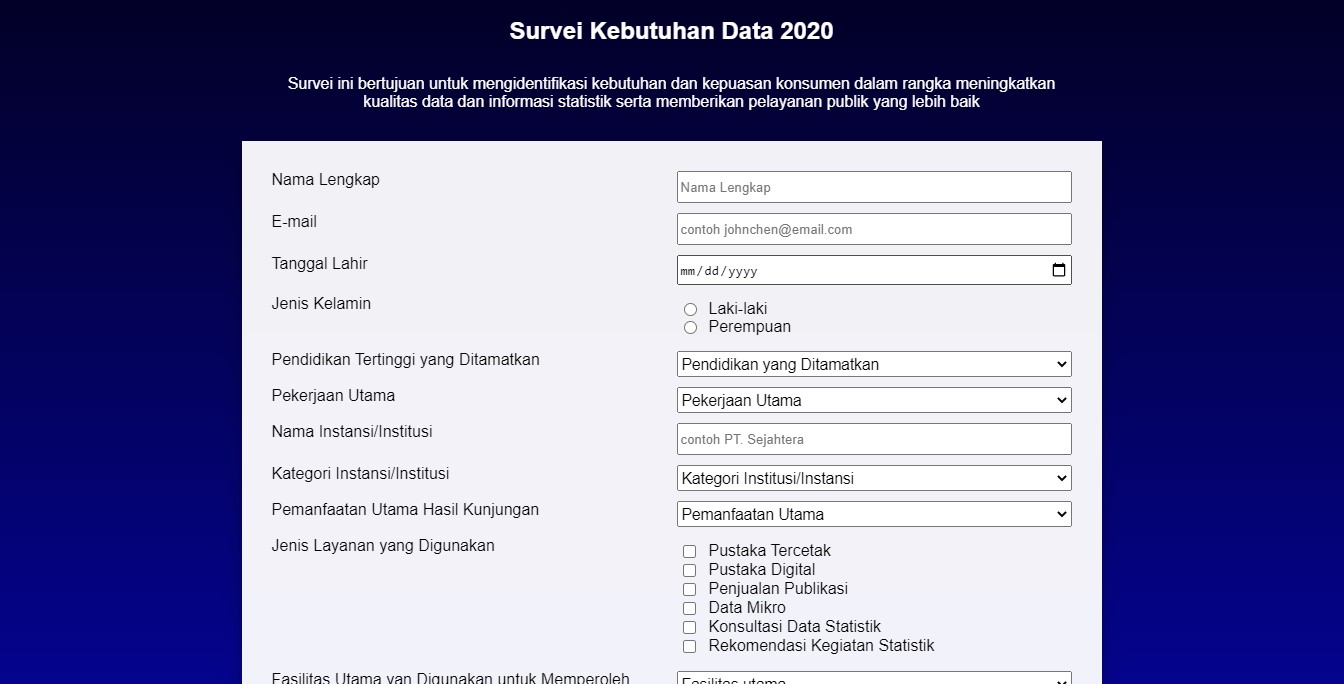 Survei Kebutuhan Data 2020
Survei ini bertujuan untuk mengidentifikasi kebutuhan dan kepuasan konsumen dalam rangka meningkatkan
kualitas data dan informasi statistik serta memberikan pelayanan publik yang lebih baik
Nama Lengkap
Nama Lengkap
E-mail
contoh johnchen@email.com
Tanggal Lahir
mm/dd/yyyy
Jenis Kelamin
Laki-laki
Perempuan
Pendidikan Tertinggi yang Ditamatkan
Pendidikan yang Ditamatkan
Pekerjaan Utama
Pekerjaan Utama
Nama Instansi/Institusi
contoh PT. Sejahtera
Kategori Instansi/Institusi
Kategori Institusi/Instansi
Pemanfaatan Utama Hasil Kunjungan
Pemanfaatan Utama
Jenis Layanan yang Digunakan
Pustaka Tercetak
Pustaka Digital
Penjualan Publikasi
Data Mikro
Konsultasi Data Statistik
Rekomendasi Kegiatan Statistik
Fasilitas Utama yan Digunakan untuk Memperoleh
Fasilitas utama